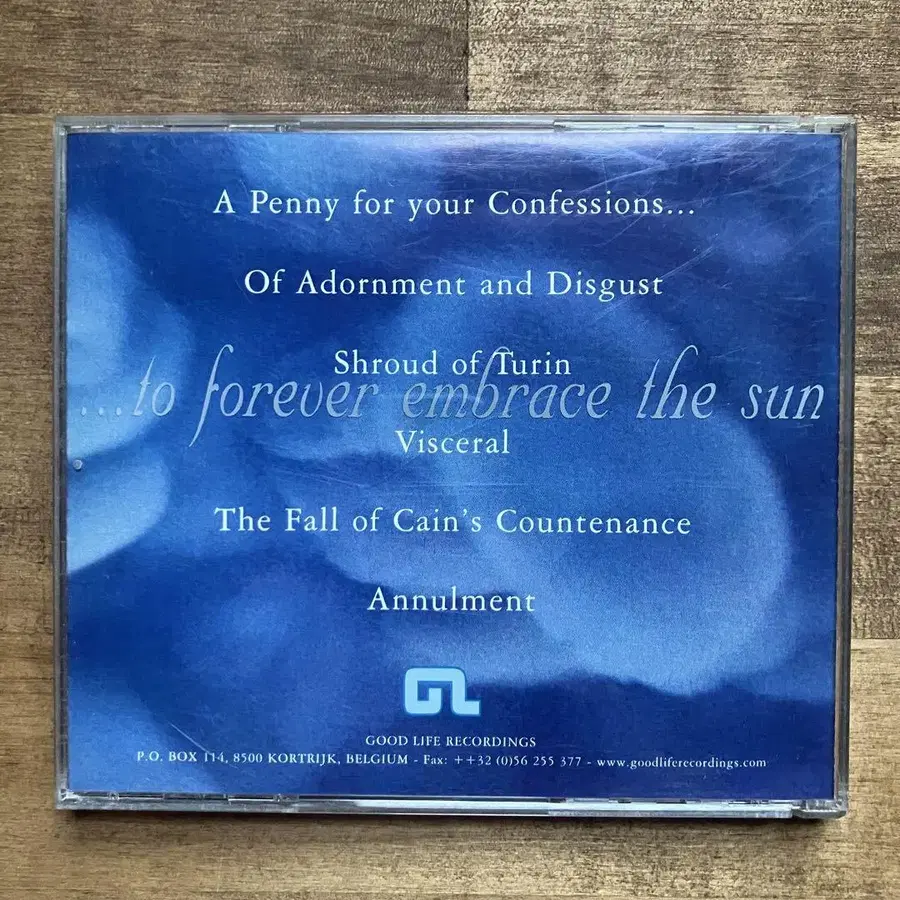 A Penny for your Confessions...
Of Adornment and Disgust
Shroud of Turin
...to forever embrace the sun
Visceral
The Fall of Cain's Countenance
Annulment
GL
GOOD LIFE RECORDINGS
P.O. BOX 114, 8500 KORTRIJK, BELGIUM - Fax: ++32 (0)56 255 377 - www.goodliferecordings.com